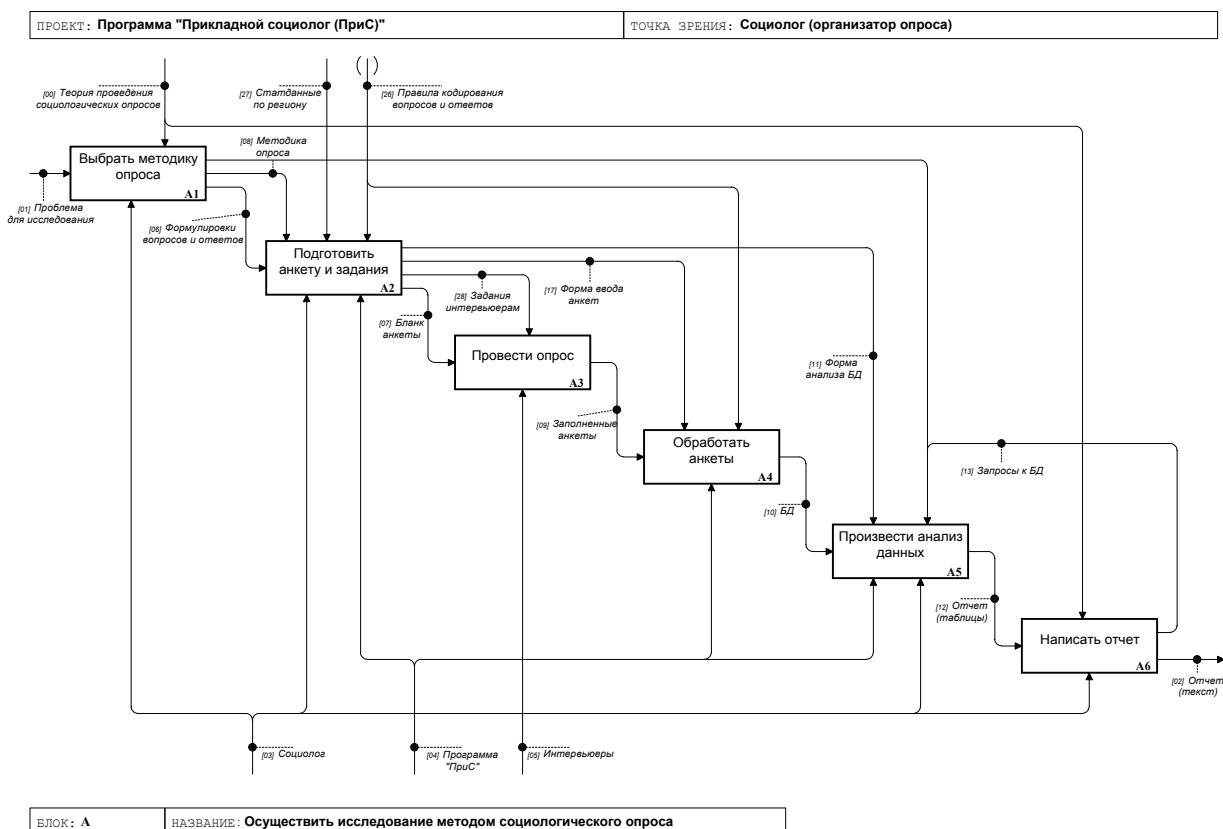 ПРОЕКТ: Программа "Прикладной социолог (ПриС)"
ТОЧКА ЗРЕНИЯ: Социолог (организатор опроса)
[00] Теория проведения
социологических опросов
[27] Статданные
по региону
[26] Правила кодирования
вопросов и ответов
[08] Методика
опроса
Выбрать методику
опроса
A1
[01] Проблема
для исследования
[06] Формулировки
вопросов и ответов
Подготовить
анкету и задания
A2
[28] Задания
интервьюерам
[17] Форма ввода
анкет
[07] Бланк
анкеты
Провести опрос
A3
[11] Форма
анализа БД
[09] Заполненные
анкеты
Обработать
анкеты
A4
[13] Запросы к БД
[10] БД
Произвести анализ
данных
A5
[12] Отчет
(таблицы)
Написать отчет
A6
[02] Отчет
(текст)
[03] Социолог
[04] Программа
"ПриС"
[05] Интервьюеры
БЛОК: A
НАЗВАНИЕ: Осуществить исследование методом социологического опроса